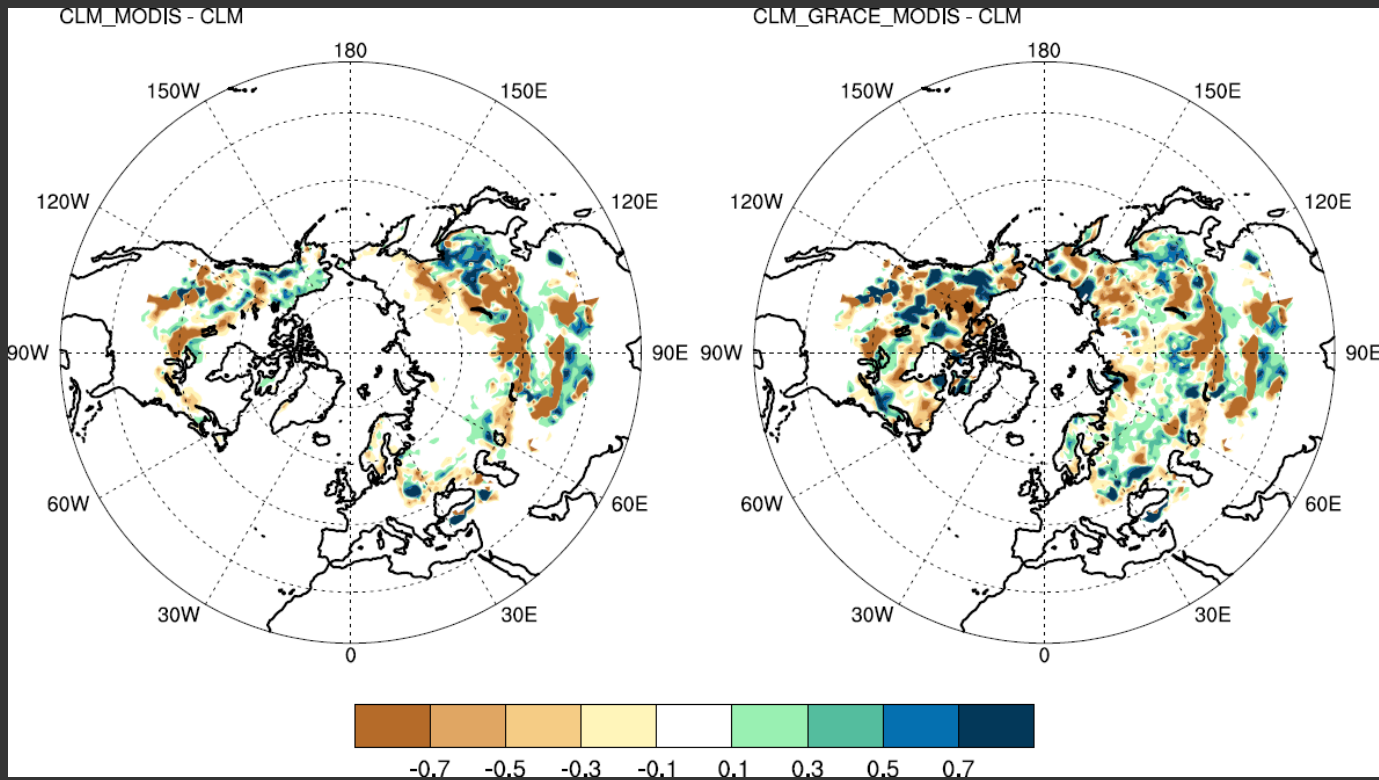 CLM_MODIS - CLM
CLM_GRACE_MODIS - CLM
180
180
150W
150E
150W
150E
120W
120E
120W
120E
90W
90E
90W
90E
60W
60E
60W
60E
30W
30E
30W
30E
0
0
-0.7 -0.5 -0.3 -0.1 0.1 0.3 0.5 0.7